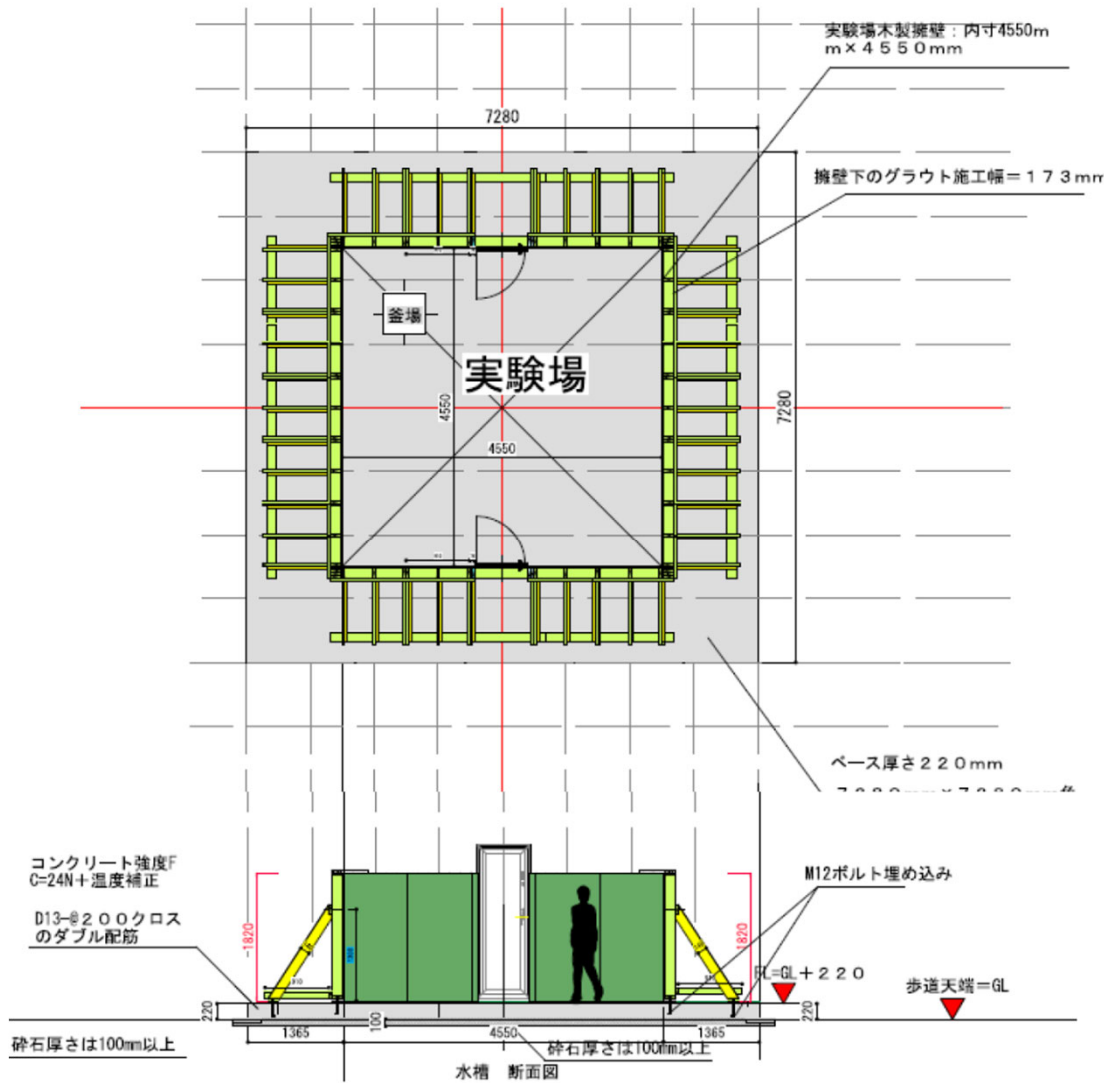 実験場木製擁壁：内寸4550m
m×４５５０mm
7280
擁壁下のグラウト施工幅＝１７３mm
釜場
実験場
4550
4550
7280
ベース厚さ２２０mm
コンクリート強度F
C=24N＋温度補正
D13-@２００クロス
のダブル配筋
M12ボルト埋め込み
-1820
1820
FL=GL＋220
歩道天端＝GL
220
220
1365
100
4550
1365
砕石厚さは100mm以上
砕石厚さは100mm以上
水槽　断面図